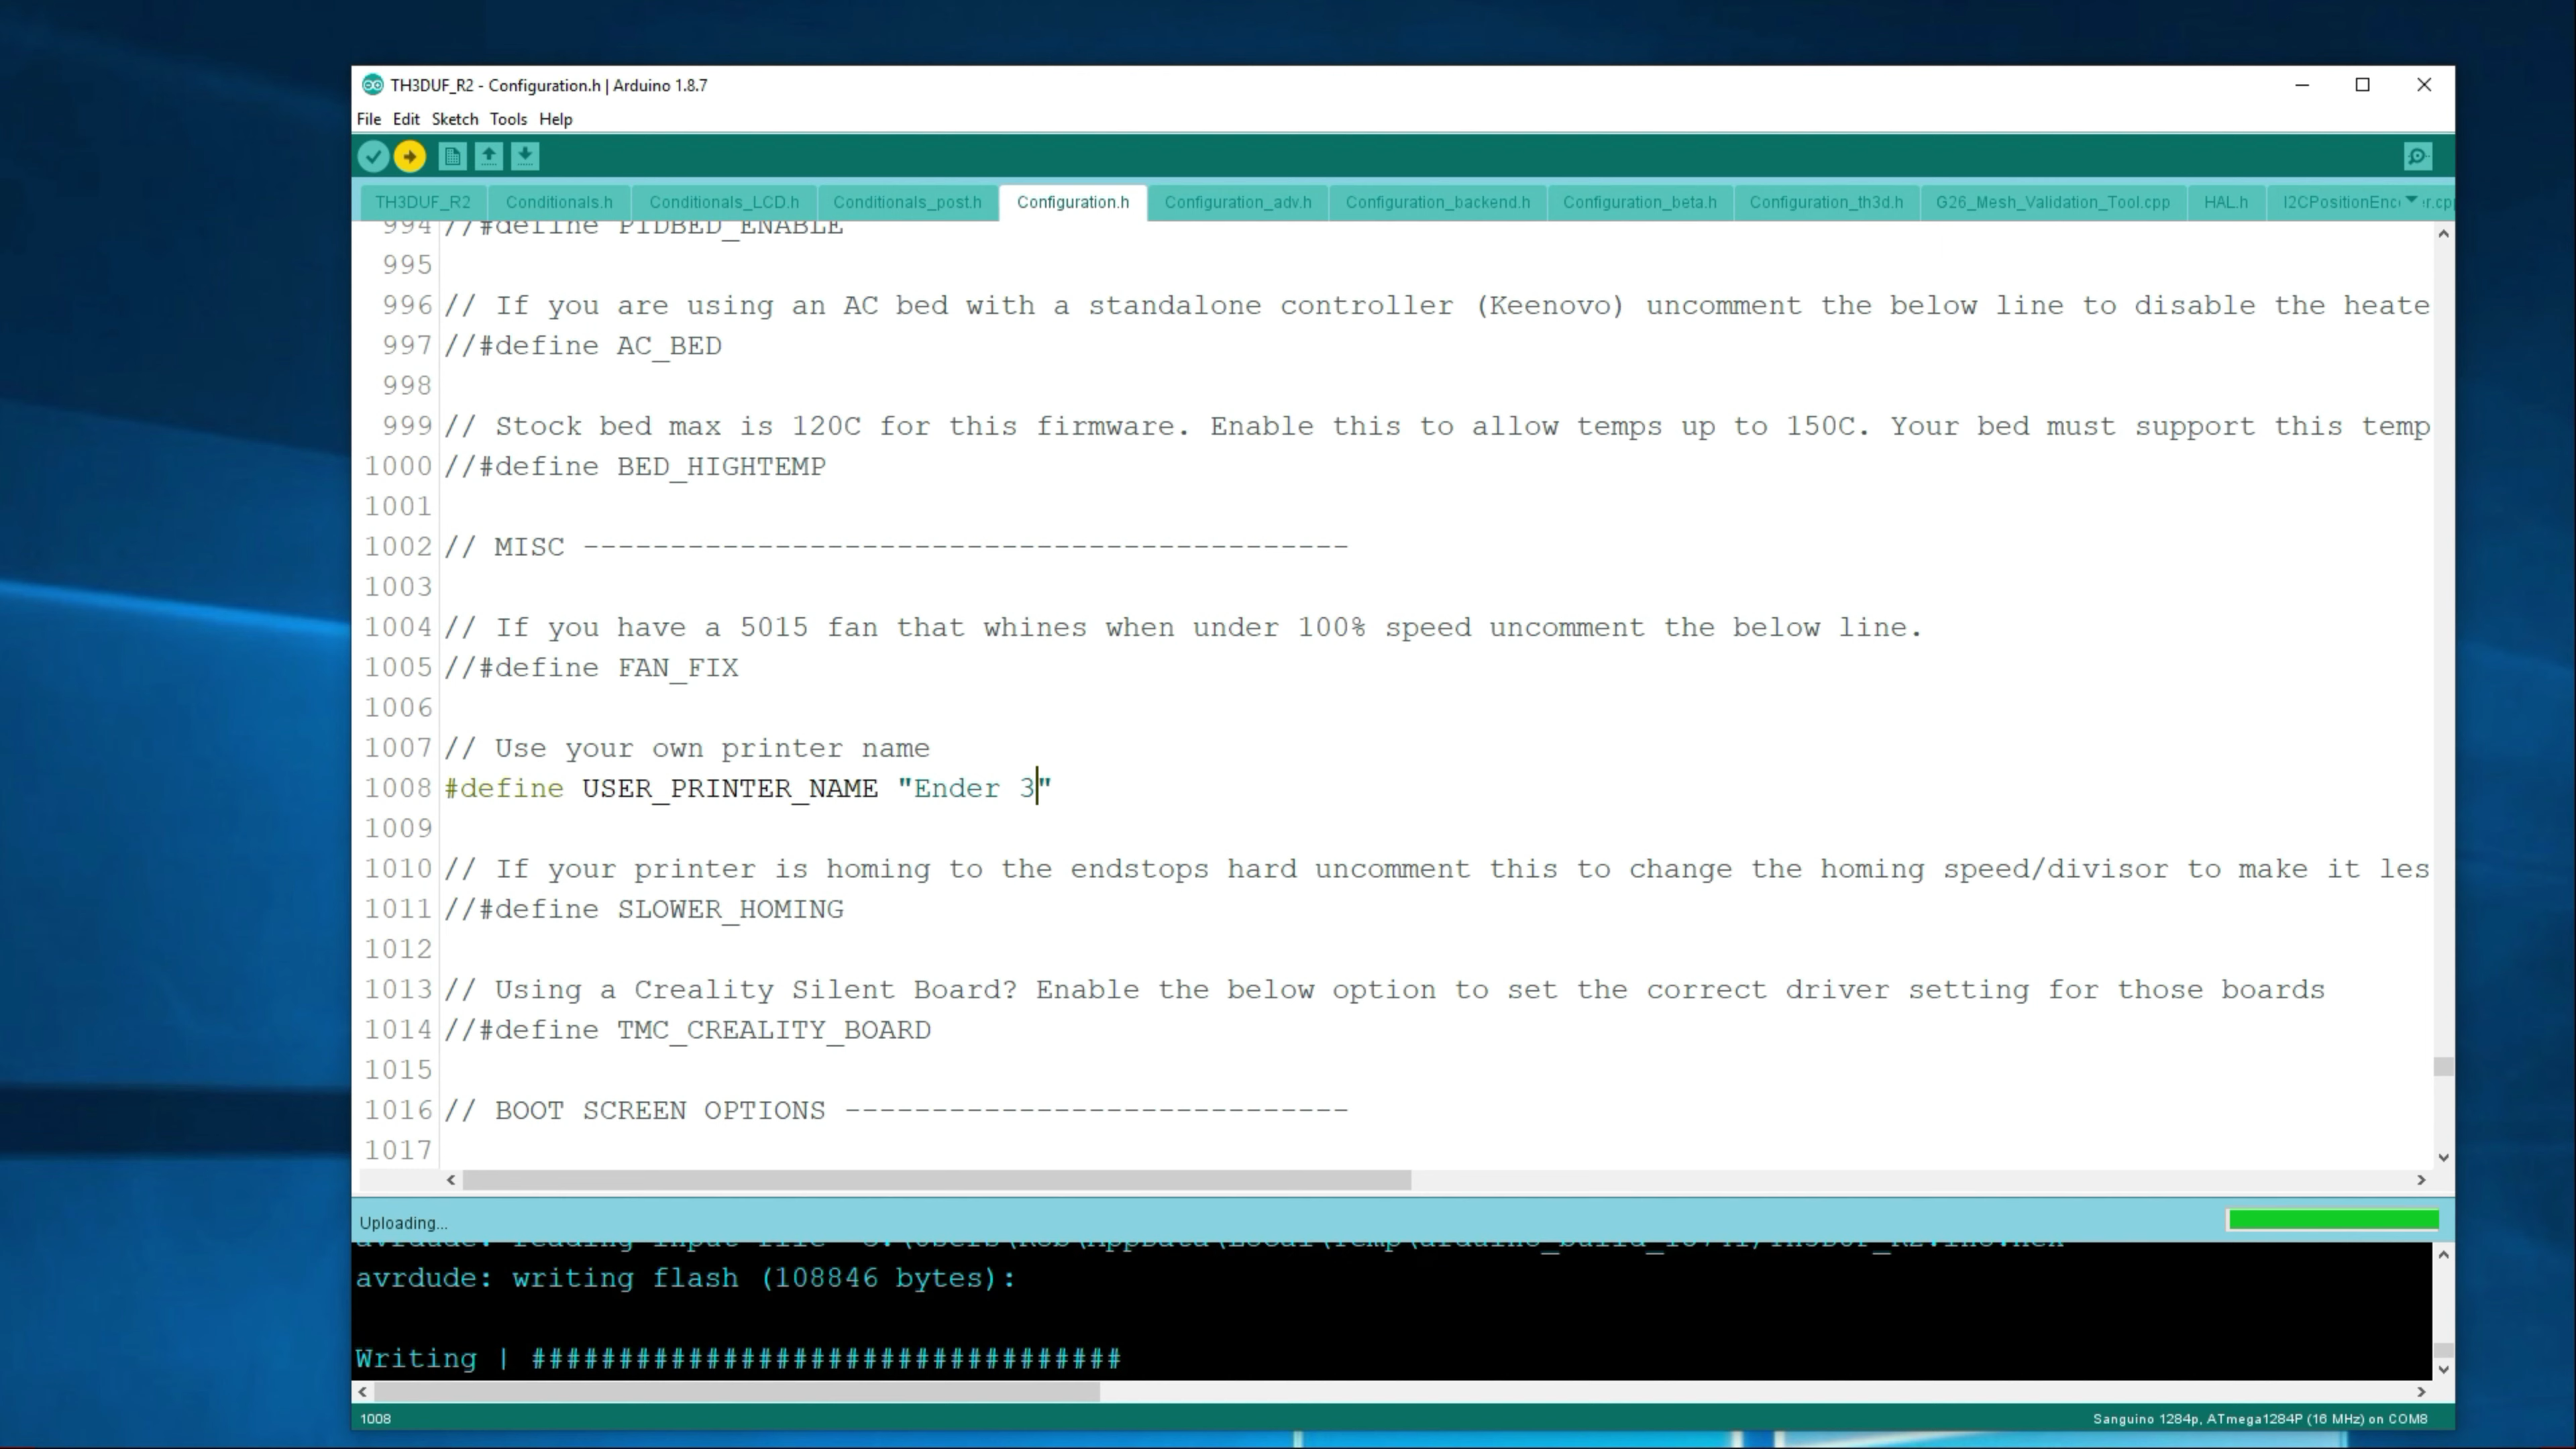 TH3DUF_R2 - Configuration.h | Arduino 1.8.7
File Edit Sketch Tools Help
TH3DUF_R2 Conditionals.h Conditionals_LCD.h Conditionals_post.h Configuration.h Configuration_adv.h Configuration_backend.h Configuration_beta.h Configuration_th3d.h G26_Mesh_Validation_Tool.cpp HAL.h I2CPositionEnc r.cpp
994 //#define PIDBED_ENABLE
995
996 // If you are using an AC bed with a standalone controller (Keenovo) uncomment the below line to disable the heate
997 //#define AC_BED
998
999 // Stock bed max is 120C for this firmware. Enable this to allow temps up to 150C. Your bed must support this temp
1000 //#define BED_HIGHTEMP
1001
1002 // MISC --------------------------------------------
1003
1004 // If you have a 5015 fan that whines when under 100% speed uncomment the below line.
1005 //#define FAN_FIX
1006
1007 // Use your own printer name
1008 #define USER_PRINTER_NAME "Ender 3"
1009
1010 // If your printer is homing to the endstops hard uncomment this to change the homing speed/divisor to make it les
1011 //#define SLOWER_HOMING
1012
1013 // Using a Creality Silent Board? Enable the below option to set the correct driver setting for those boards
1014 //#define TMC_CREALITY_BOARD
1015
1016 // BOOT SCREEN OPTIONS -----------------------------
1017
Uploading...
avrdude: reading input file
avrdude: writing flash (108846 bytes):
Writing | ##################################
1008
Sanguino 1284p, ATmega1284P (16 MHz) on COM8